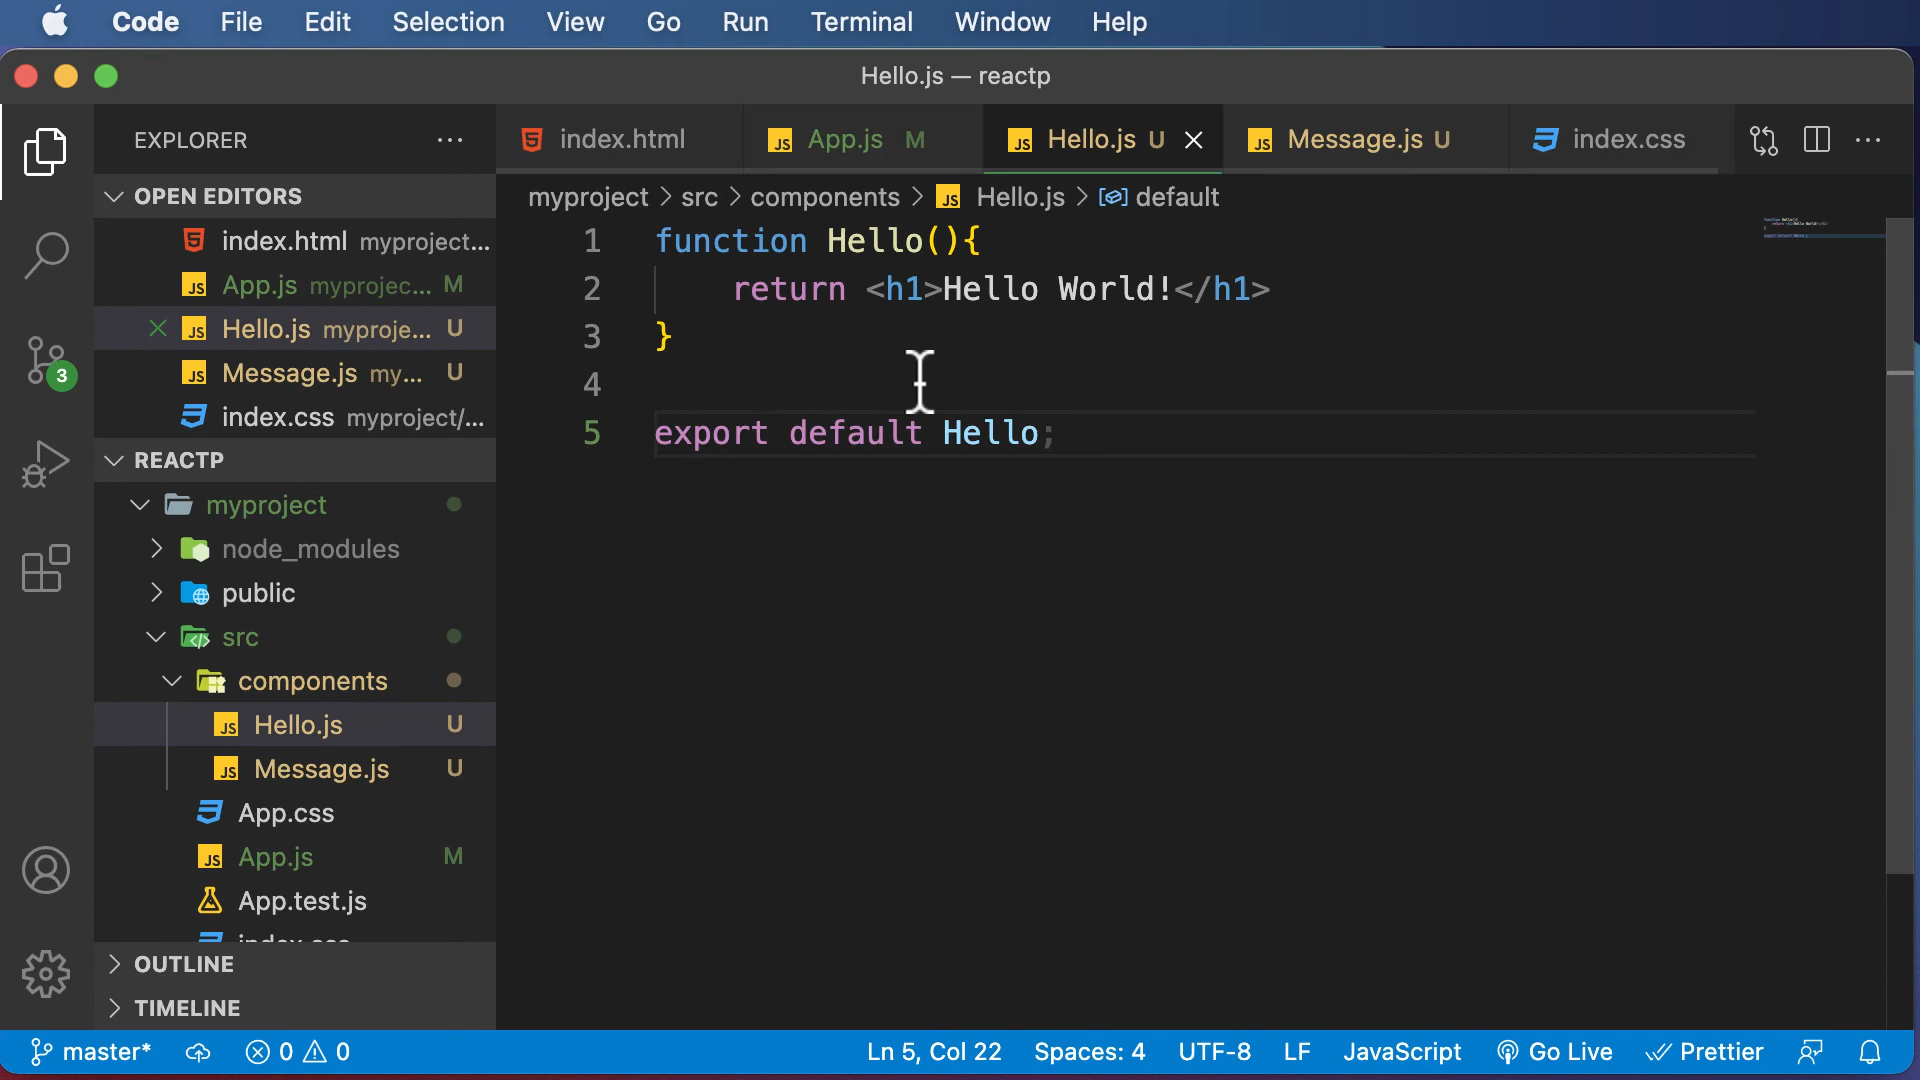 Code File Edit Selection View Go Run Terminal Window Help
Hello.js — reactp
EXPLORER
index.html
App.js M
Hello.js U
Message.js U
index.css
OPEN EDITORS
index.html myproject...
App.js myprojec... M
Hello.js myproje... U
Message.js my... U
index.css myproject/...
REACTP
myproject
node_modules
public
src
components
Hello.js U
Message.js U
App.css
App.js M
App.test.js
index.css
OUTLINE
TIMELINE
3
myproject > src > components > JS Hello.js > default
1 function Hello(){
2 return <h1>Hello World!</h1>
3 }
4
5 export default Hello;
master* 0 0 Ln 5, Col 22 Spaces: 4 UTF-8 LF JavaScript Go Live Prettier